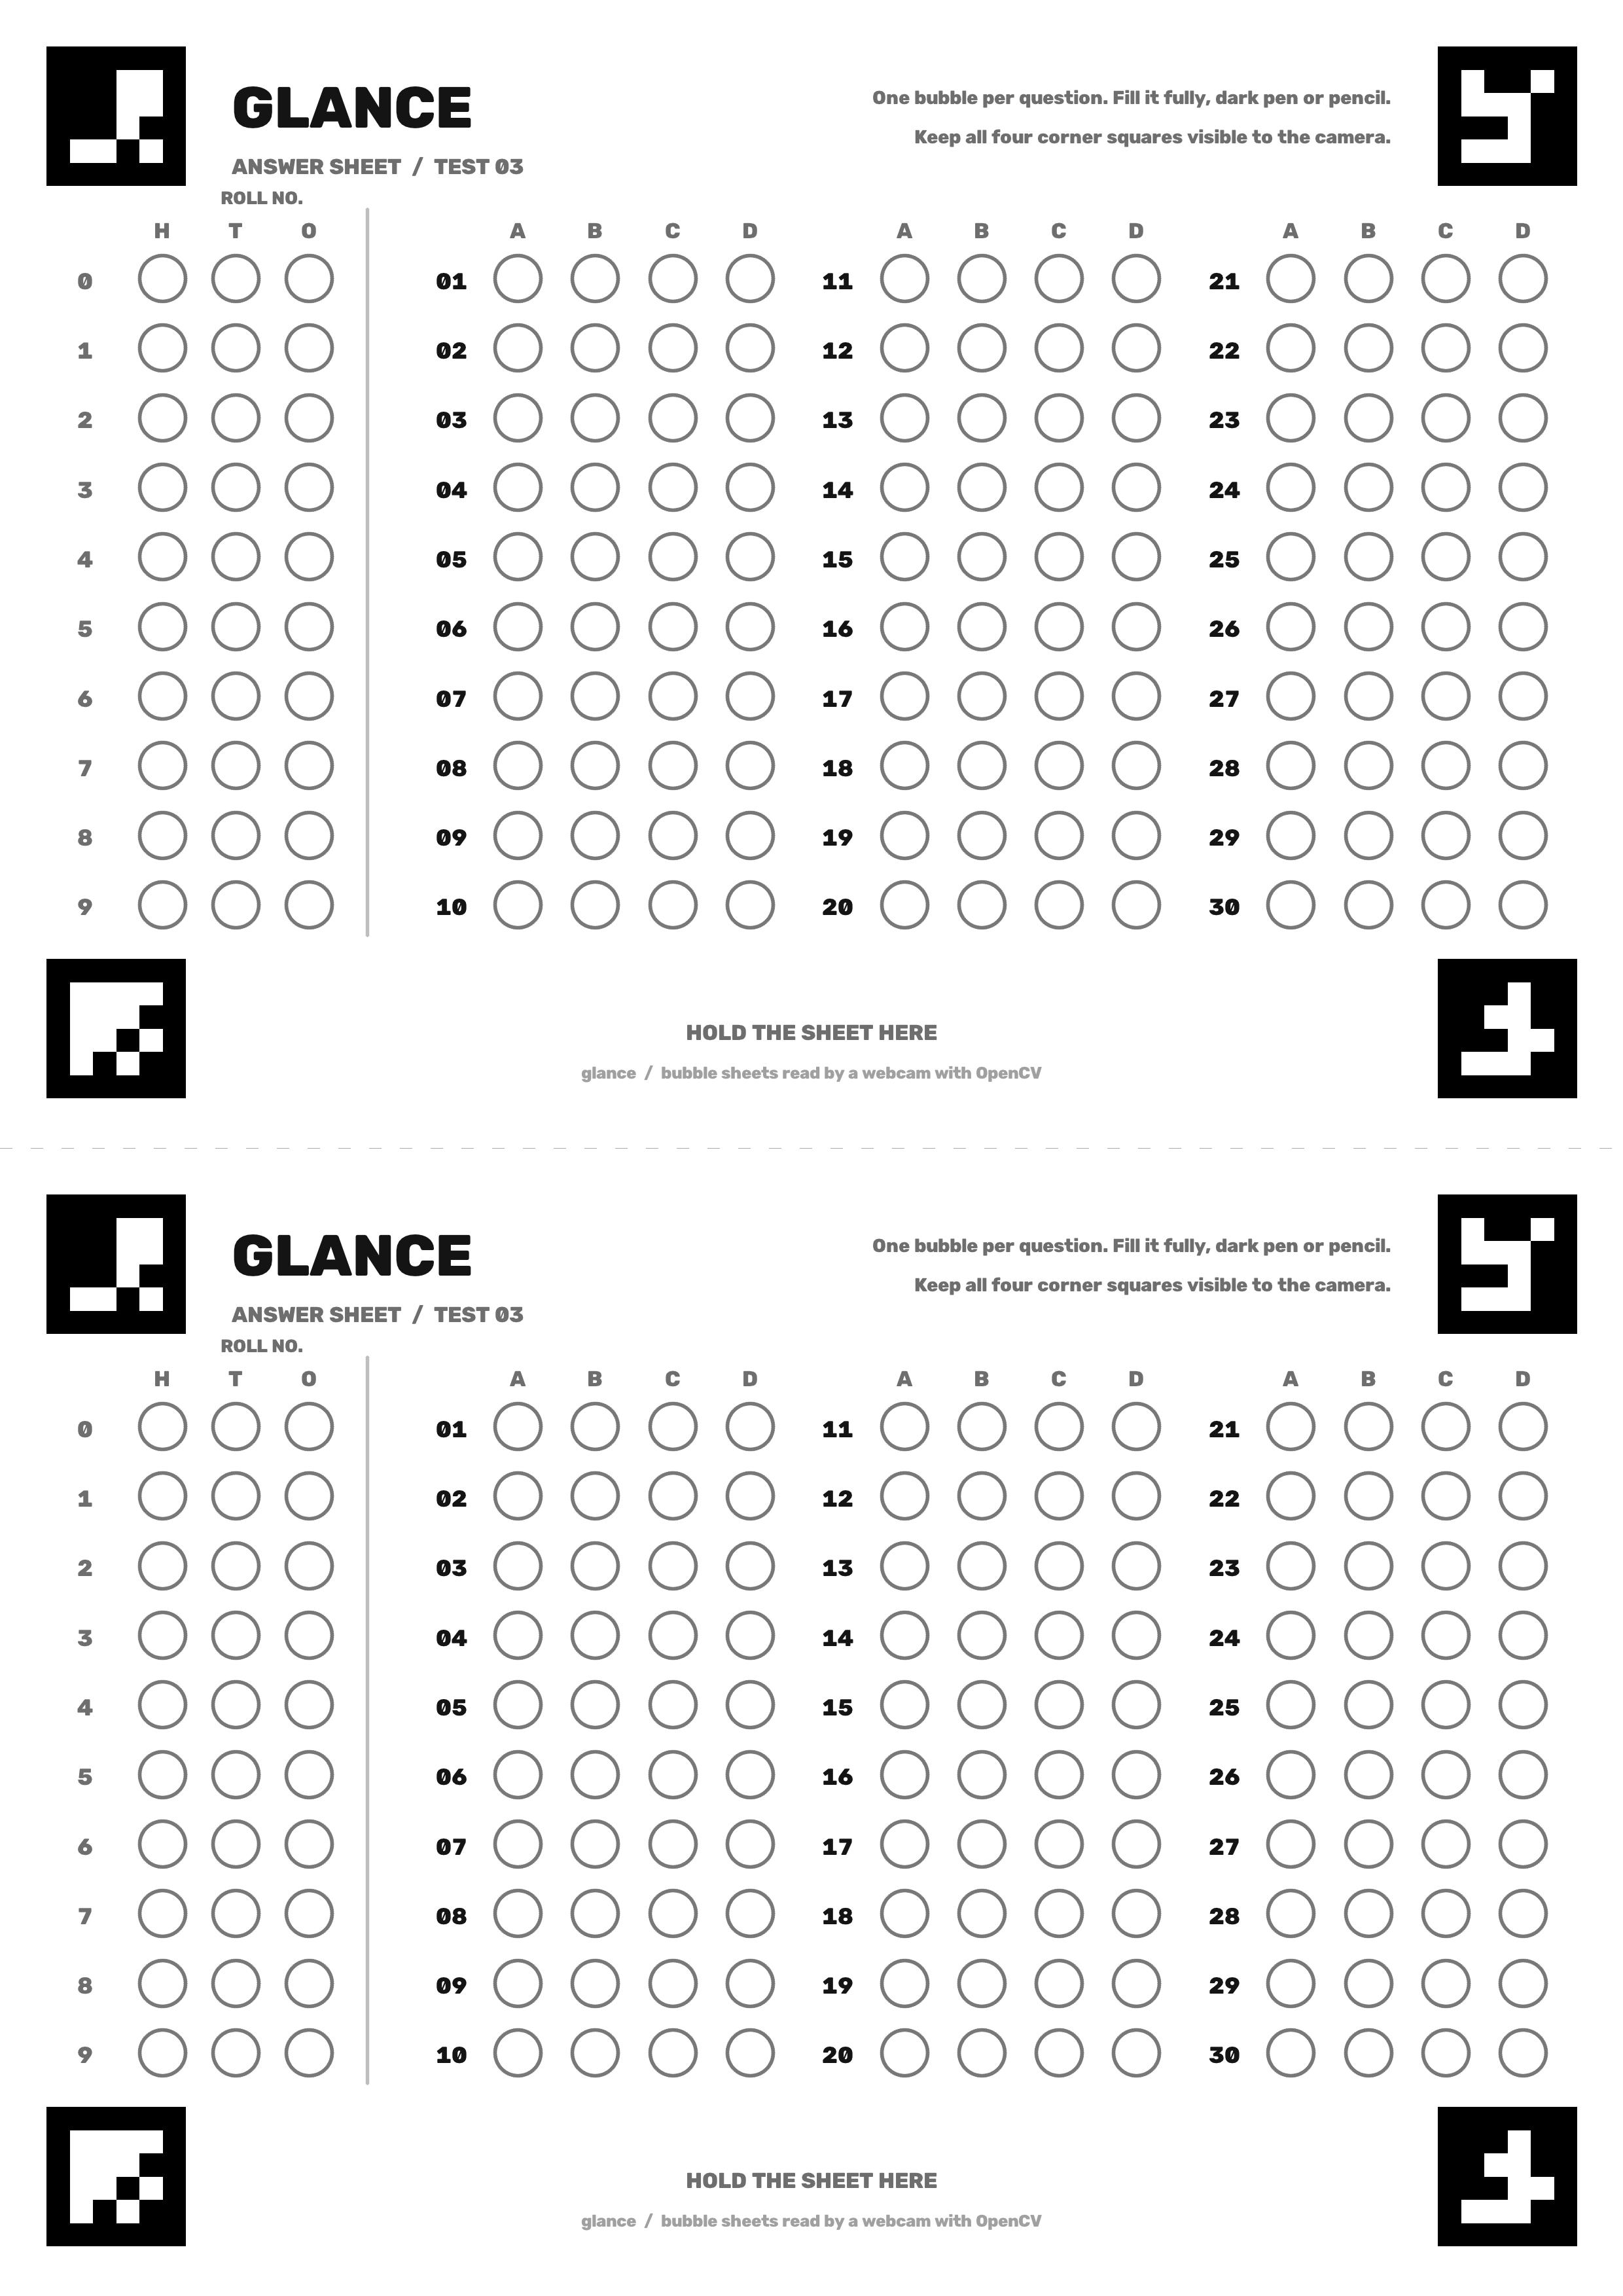 GLANCE
One bubble per question. Fill it fully, dark pen or pencil.
Keep all four corner squares visible to the camera.
ANSWER SHEET / TEST 03
ROLL NO.
H T O A B C D A B C D A B C D
0 01 11 21
1 02 12 22
2 03 13 23
3 04 14 24
4 05 15 25
5 06 16 26
6 07 17 27
7 08 18 28
8 09 19 29
9 10 20 30
HOLD THE SHEET HERE
glance / bubble sheets read by a webcam with OpenCV
GLANCE
One bubble per question. Fill it fully, dark pen or pencil.
Keep all four corner squares visible to the camera.
ANSWER SHEET / TEST 03
ROLL NO.
H T O A B C D A B C D A B C D
0 01 11 21
1 02 12 22
2 03 13 23
3 04 14 24
4 05 15 25
5 06 16 26
6 07 17 27
7 08 18 28
8 09 19 29
9 10 20 30
HOLD THE SHEET HERE
glance / bubble sheets read by a webcam with OpenCV